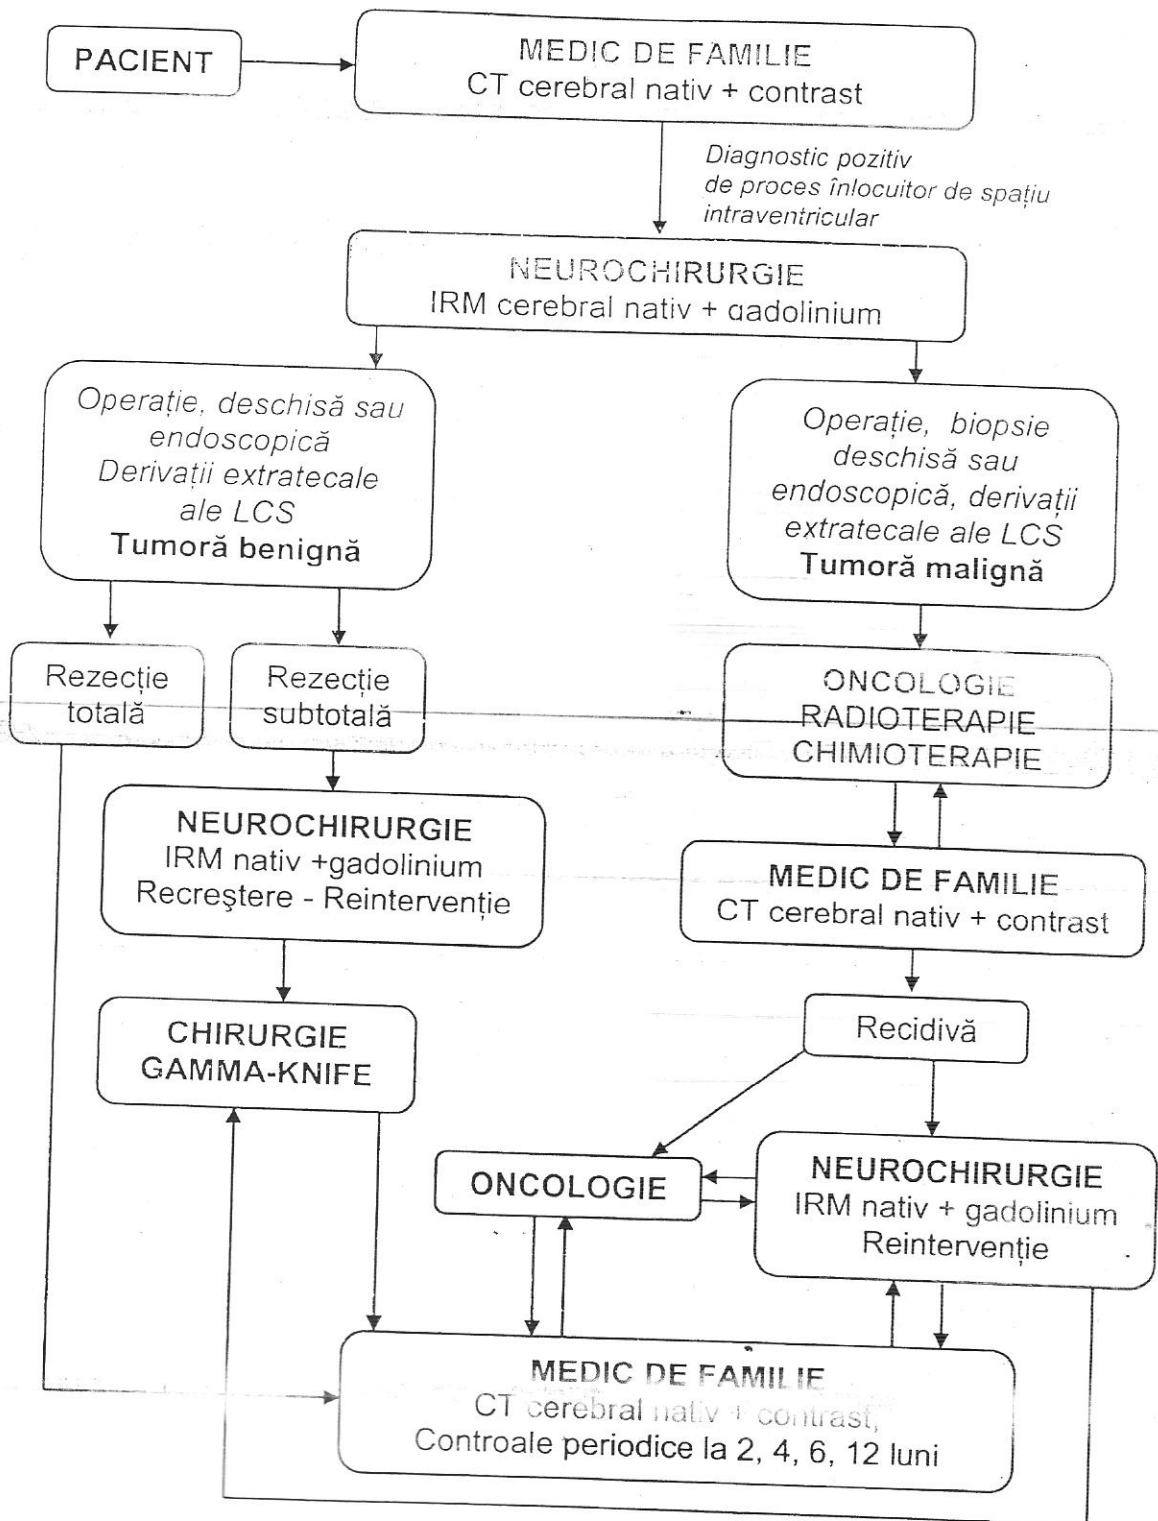 PACIENT
MEDIC DE FAMILIE
CT cerebral nativ + contrast
Diagnostic pozitiv
de proces înlocuitor de spațiu
intraventricular
NEUROCHIRURGIE
IRM cerebral nativ + gadolinium
Operație, deschisă sau
endoscopică
Derivații extratecale
ale LCS
Tumoră benignă
Operație, biopsie
deschisă sau
endoscopică, derivații
extratecale ale LCS
Tumoră malignă
Rezecție
totală
Rezecție
subtotală
ONCOLOGIE
RADIOTERAPIE
CHIMIOTERAPIE
NEUROCHIRURGIE
IRM nativ +gadolinium
Recreştere - Reintervenție
MEDIC DE FAMILIE
CT cerebral nativ + contrast
Recidivă
CHIRURGIE
GAMMA-KNIFE
ONCOLOGIE
NEUROCHIRURGIE
IRM nativ + gadolinium
Reintervenție
MEDIC DE FAMILIE
CT cerebral nativ + contrast,
Controale periodice la 2, 4, 6, 12 luni